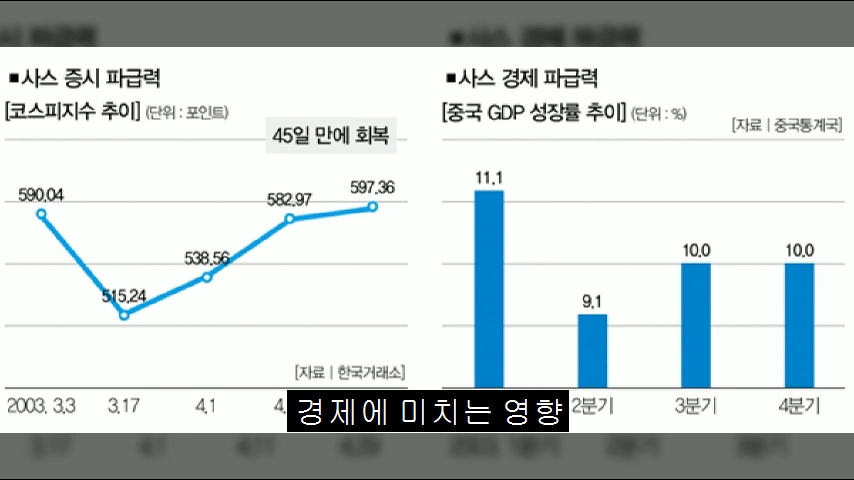 ■사스 증시 파급력
[코스피지수 추이] (단위 : 포인트)
45일 만에 회복
590.04
515.24
538.56
582.97
597.36
[자료ㅣ한국거래소]
2003. 3.3
3.17
4.1
■사스 경제 파급력
[중국 GDP 성장률 추이] (단위 : %)
[자료ㅣ중국통계국]
11.1
9.1
10.0
10.0
2분기
3분기
4분기
경제에 미치는 영향